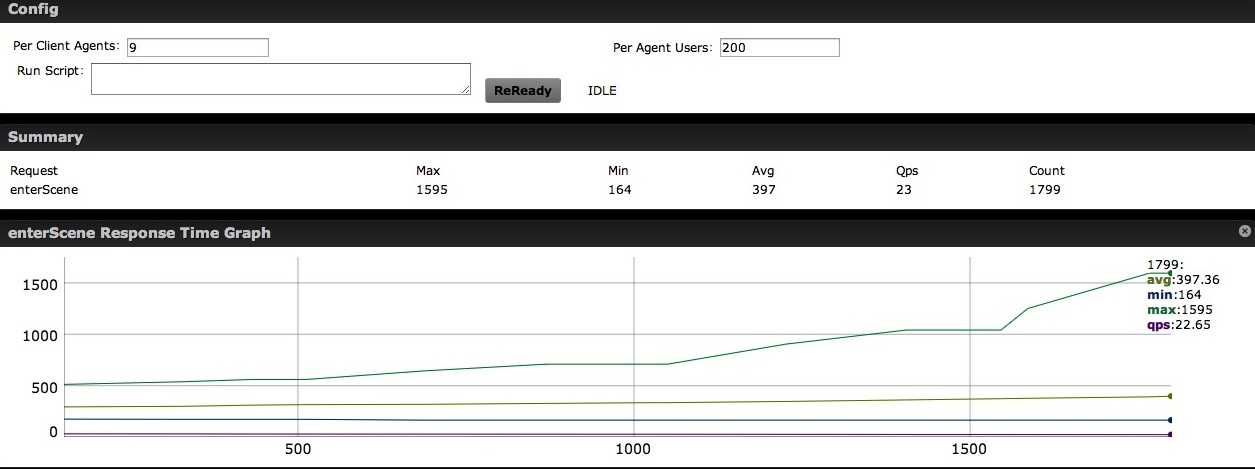 Config
Per Client Agents: 9 Per Agent Users: 200
Run Script: ReReady IDLE
Summary
Request Max Min Avg Qps Count
enterScene 1595 164 397 23 1799
enterScene Response Time Graph
1799:
avg:397.36
min:164
max:1595
qps:22.65
1500
1000
500
0
500 1000 1500